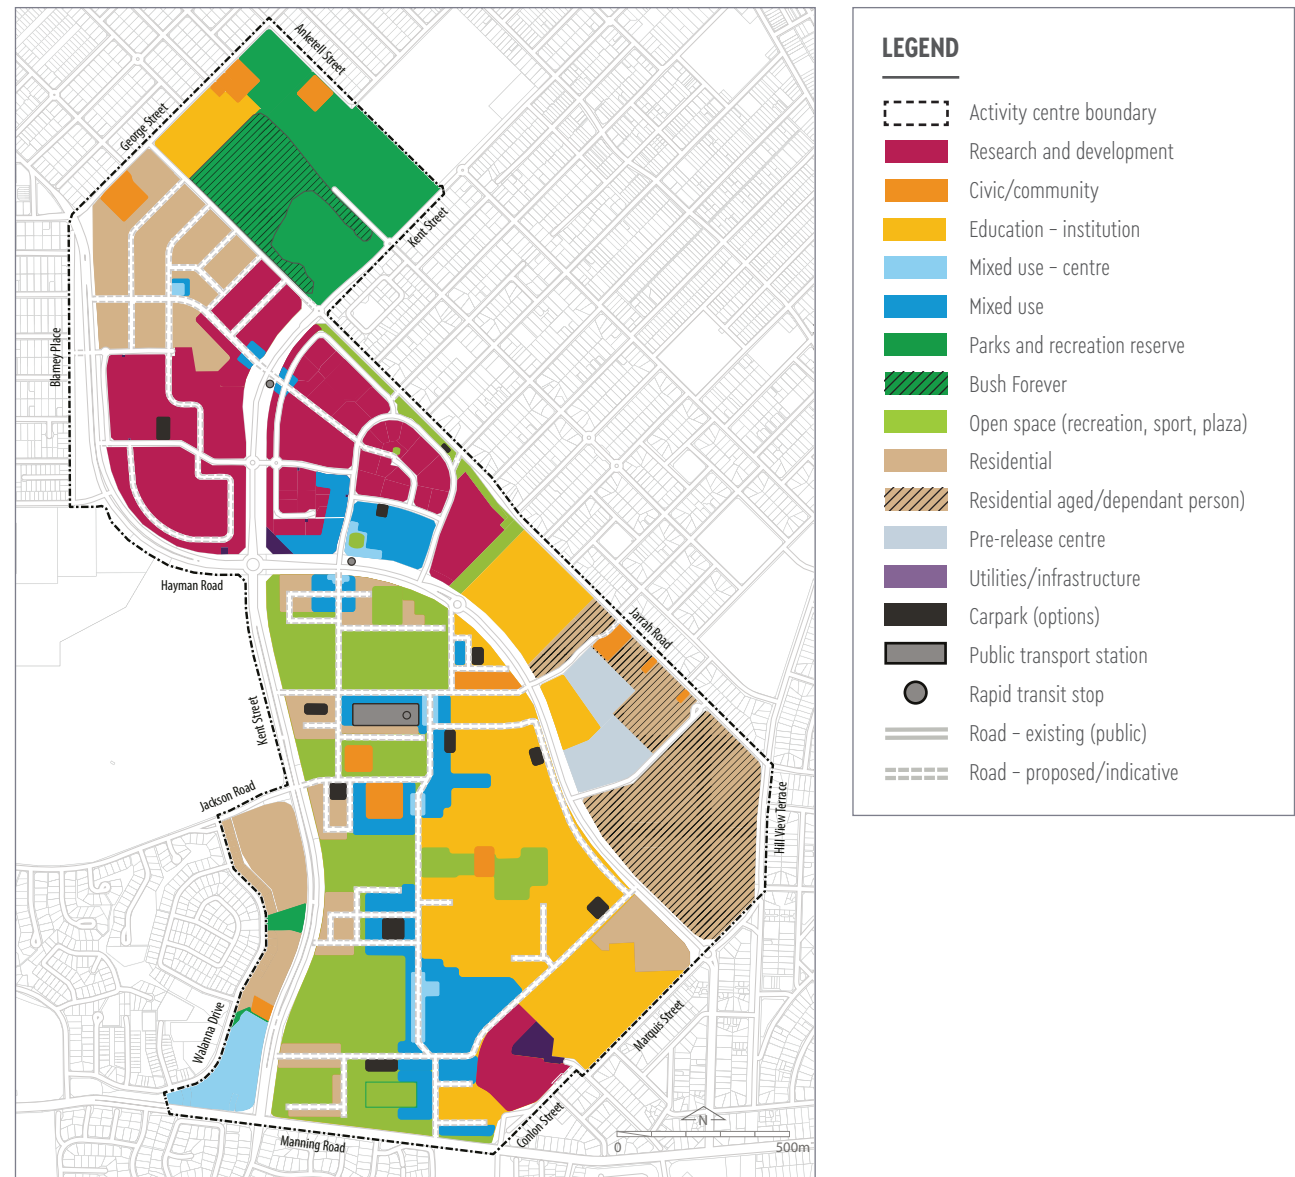 Anketell Street
George Street
Kent Street
Blamey Place
Hayman Road
Jarrah Road
Kent Street
Jackson Road
Hill View Terrace
Walanna Drive
Marquis Street
Conlon Street
Manning Road
N
0 500m
LEGEND
Activity centre boundary
Research and development
Civic/community
Education – institution
Mixed use – centre
Mixed use
Parks and recreation reserve
Bush Forever
Open space (recreation, sport, plaza)
Residential
Residential aged/dependant person)
Pre-release centre
Utilities/infrastructure
Carpark (options)
Public transport station
Rapid transit stop
Road – existing (public)
Road – proposed/indicative